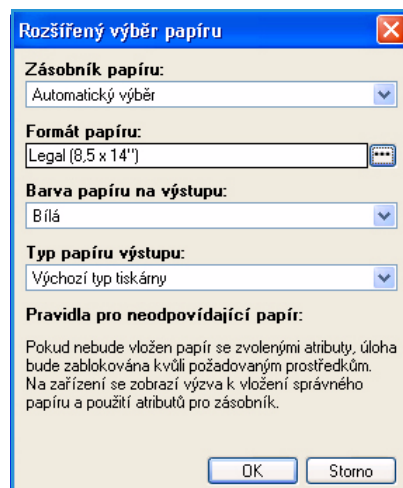 Rozšířený výběr papíru
Zásobník papíru:
Automatický výběr
Formát papíru:
Legal (8,5 x 14")
Barva papíru na výstupu:
Bílá
Typ papíru výstupu:
Výchozí typ tiskárny
Pravidla pro neodpovídající papír:
Pokud nebude vložen papír se zvolenými atributy, úloha
bude zablokována kvůli požadovaným prostředkům.
Na zařízení se zobrazí výzva k vložení správného
papíru a použití atributů pro zásobník.
OK Storno